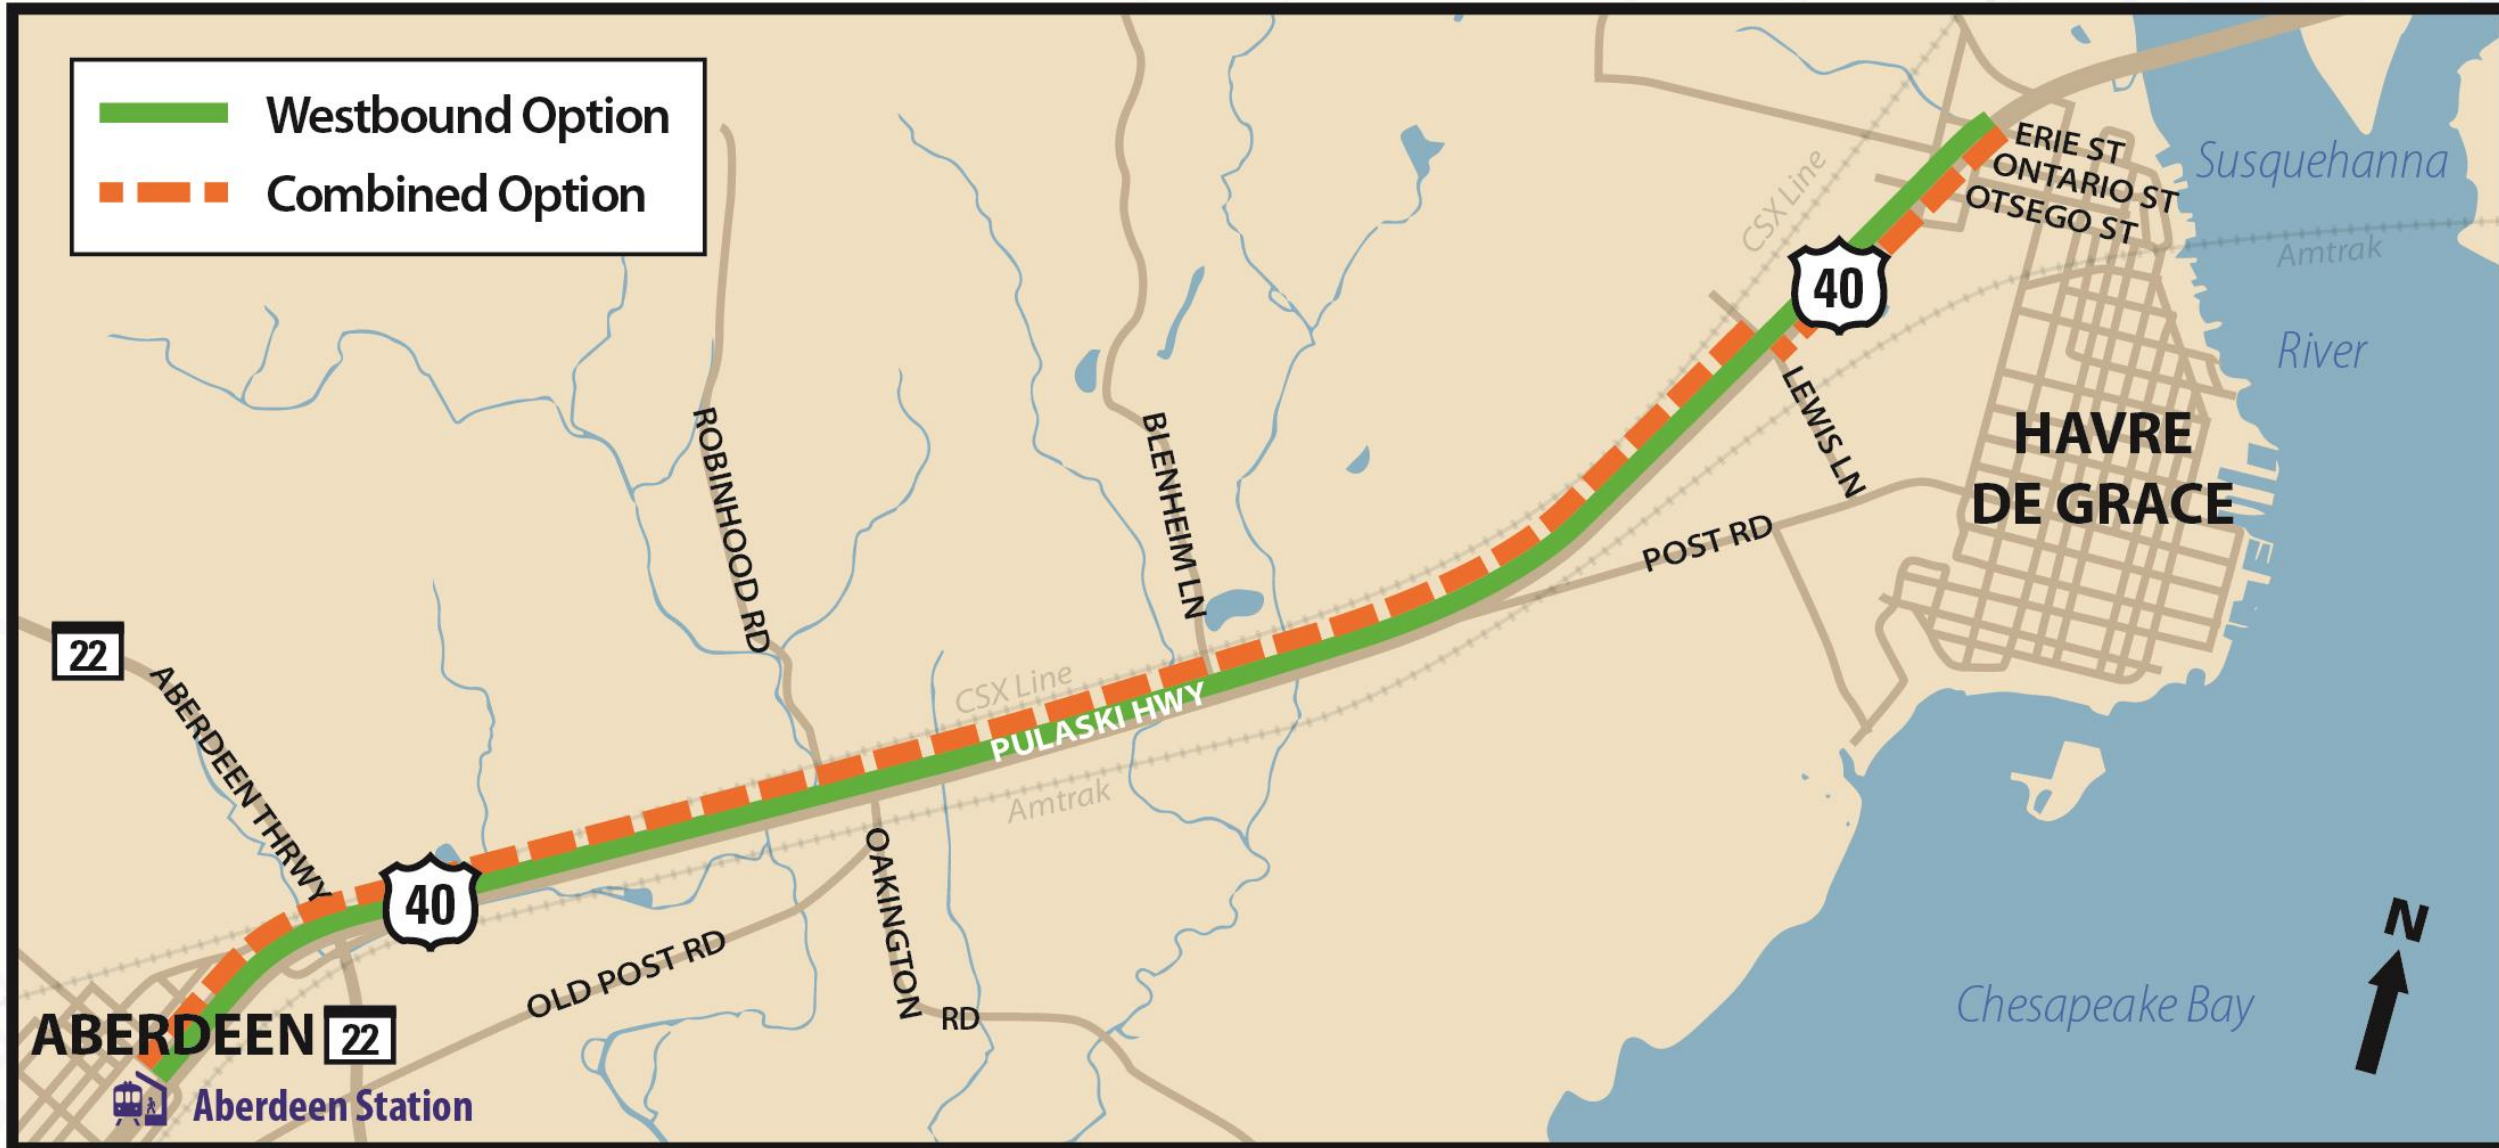 Westbound Option
Combined Option
ERIE ST
ONTARIO ST
OTSEGO ST
Susquehanna
River
Amtrak
CSX Line
40
LEWIS LN
HAVRE
DE GRACE
POST RD
ROBINHOOD RD
BLENHEIM LN
22
ABERDEEN THRWY
CSX Line
PULASKI HWY
Amtrak
40
OAKINGTON
RD
OLD POST RD
ABERDEEN
22
Aberdeen Station
Chesapeake Bay
N